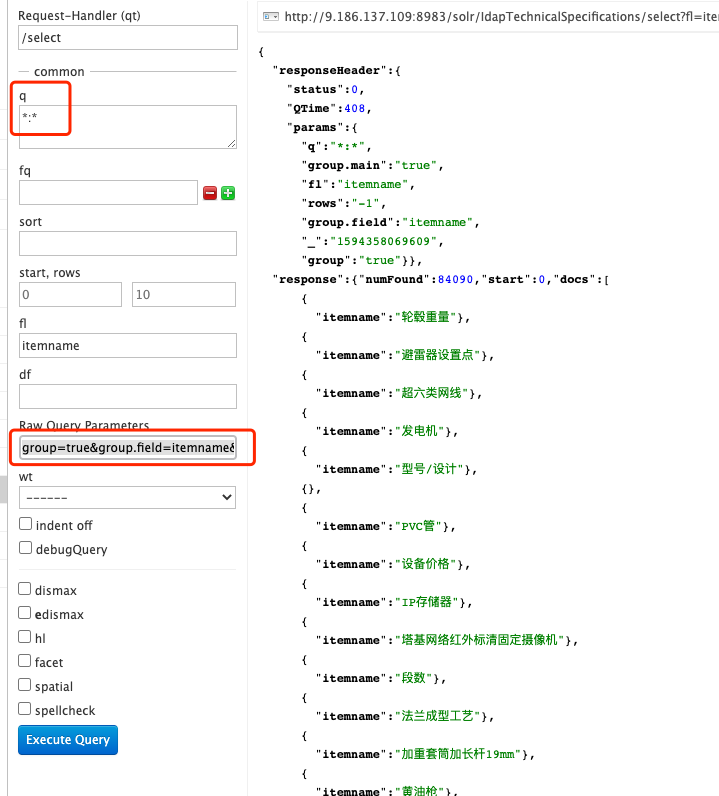 Request-Handler (qt)
/select
common
q
*:*
fq
sort
start, rows
0
10
fl
itemname
df
Raw Query Parameters
group=true&group.field=itemname&
wt
------
indent off
debugQuery
dismax
edismax
hl
facet
spatial
spellcheck
Execute Query
http://9.186.137.109:8983/solr/ldapTechnicalSpecifications/select?fl=iter
{
"responseHeader":{
"status":0,
"QTime":408,
"params":{
"q":"*:*",
"group.main":"true",
"fl":"itemname",
"rows":"-1",
"group.field":"itemname",
"_":"1594358069609",
"group":"true"}},
"response":{"numFound":84090,"start":0,"docs":[
{
"itemname":"轮毂重量"},
{
"itemname":"避雷器设置点"},
{
"itemname":"超六类网线"},
{
"itemname":"发电机"},
{
"itemname":"型号/设计"},
{},
{
"itemname":"PVC管"},
{
"itemname":"设备价格"},
{
"itemname":"IP存储器"},
{
"itemname":"塔基网络红外标清固定摄像机"},
{
"itemname":"段数"},
{
"itemname":"法兰成型工艺"},
{
"itemname":"加重套筒加长杆19mm"},
{
"itemname":"黄油枪"},